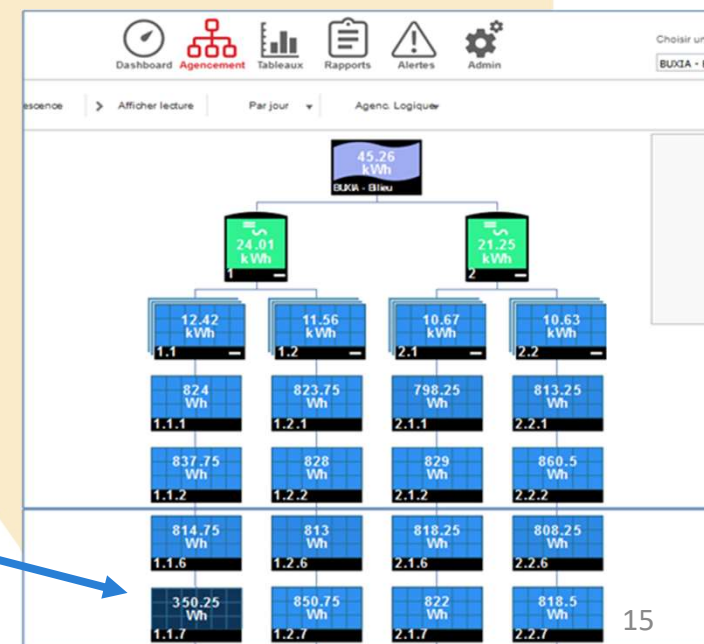 Choisir un
Dashboard Agencement Tableaux Rapports Alertes Admin
BUXIA -
escence > Afficher lecture Par jour Agenc. Logique
45.26
kWh
BUXIA - Bilieu
24.01
kWh
1
21.25
kWh
2
12.42
kWh
1.1
11.56
kWh
1.2
10.67
kWh
2.1
10.63
kWh
2.2
824
Wh
1.1.1
823.75
Wh
1.2.1
798.25
Wh
2.1.1
813.25
Wh
2.2.1
837.75
Wh
1.1.2
828
Wh
1.2.2
829
Wh
2.1.2
860.5
Wh
2.2.2
814.75
Wh
1.1.6
813
Wh
1.2.6
818.25
Wh
2.1.6
808.25
Wh
2.2.6
350.25
Wh
1.1.7
850.75
Wh
1.2.7
822
Wh
2.1.7
818.5
Wh
2.2.7
15